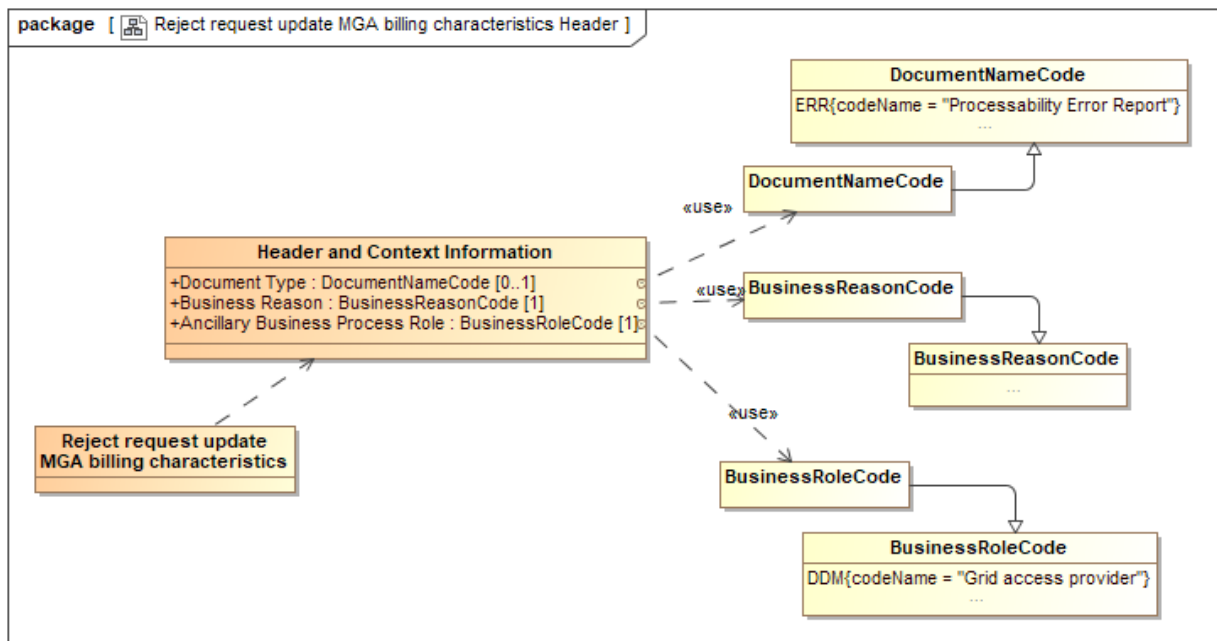 package [ Reject request update MGA billing characteristics Header ]
DocumentNameCode
ERR{codeName = "Processability Error Report"}
...
DocumentNameCode
«use»
Header and Context Information
+Document Type : DocumentNameCode [0..1]
+Business Reason : BusinessReasonCode [1]
+Ancillary Business Process Role : BusinessRoleCode [1]
«use»
BusinessReasonCode
BusinessReasonCode
...
«use»
Reject request update
MGA billing characteristics
BusinessRoleCode
BusinessRoleCode
DDM{codeName = "Grid access provider"}
...